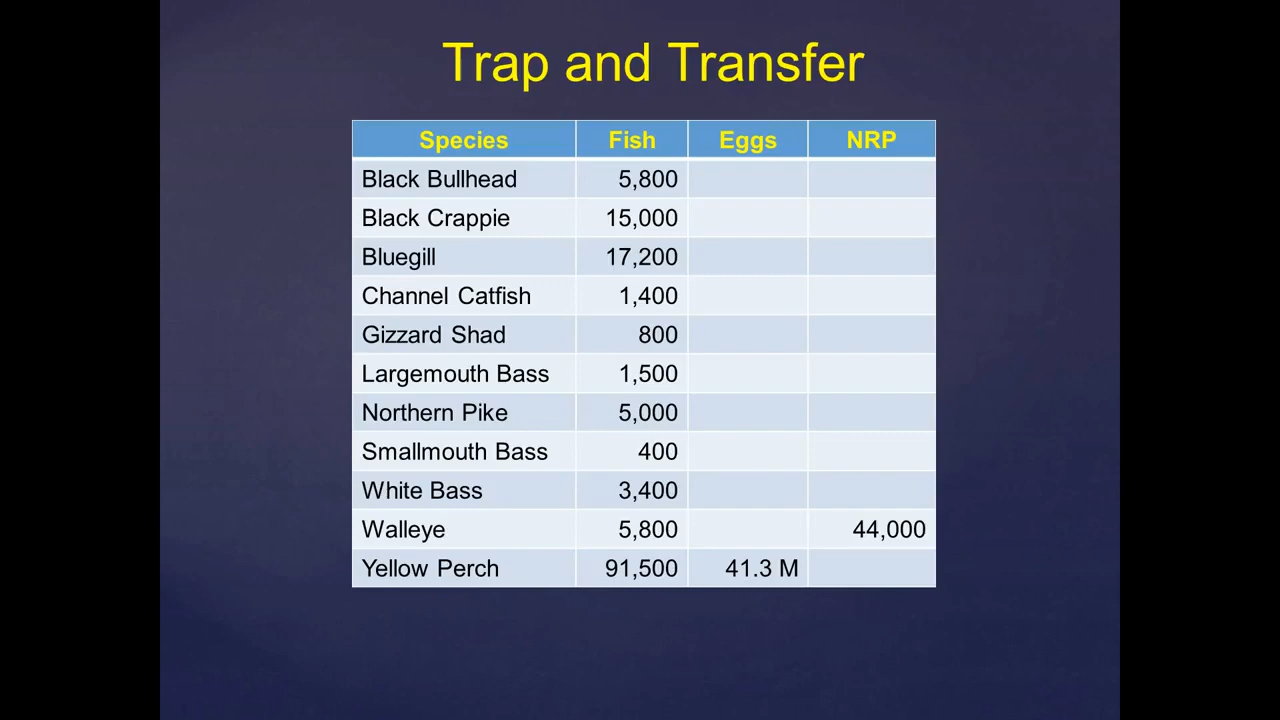 Trap and Transfer
Species Fish Eggs NRP
Black Bullhead 5,800
Black Crappie 15,000
Bluegill 17,200
Channel Catfish 1,400
Gizzard Shad 800
Largemouth Bass 1,500
Northern Pike 5,000
Smallmouth Bass 400
White Bass 3,400
Walleye 5,800 44,000
Yellow Perch 91,500 41.3 M